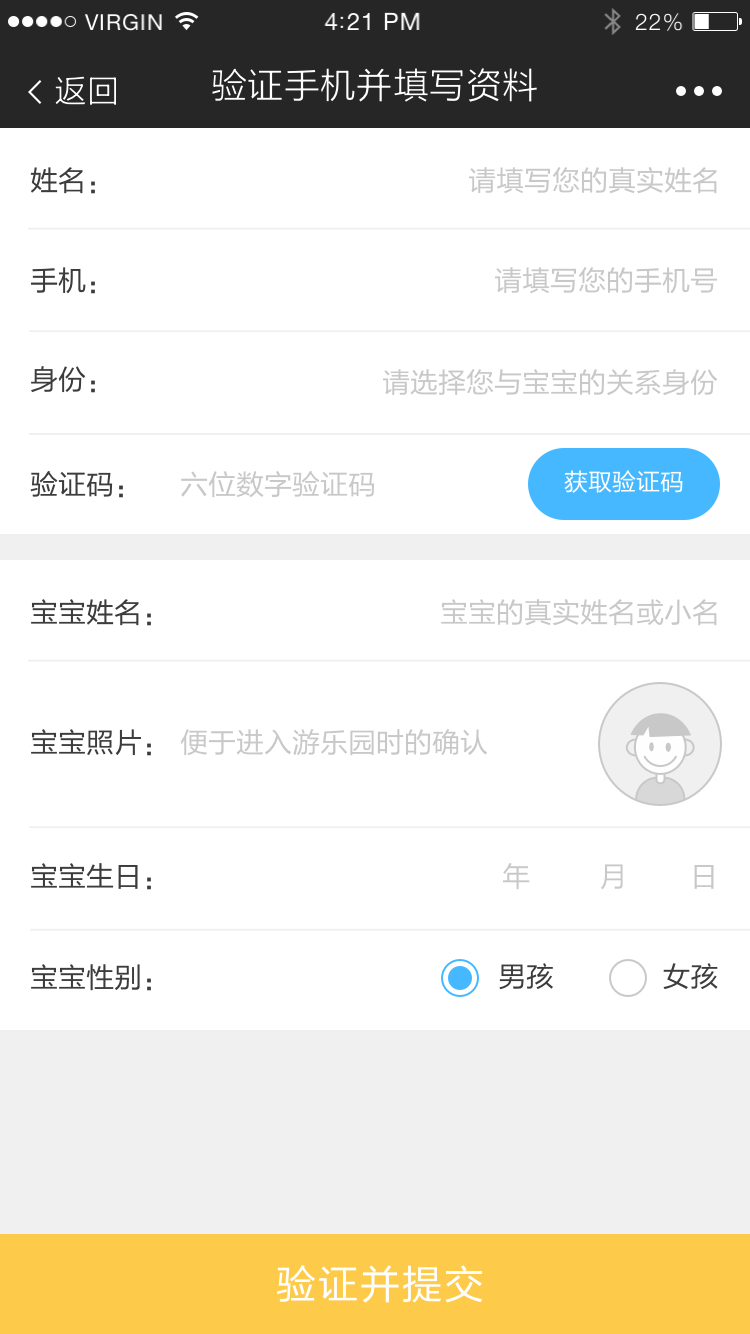 VIRGIN 4:21 PM 22%
返回 验证手机并填写资料
姓名： 请填写您的真实姓名
手机： 请填写您的手机号
身份： 请选择您与宝宝的关系身份
验证码： 六位数字验证码 获取验证码
宝宝姓名： 宝宝的真实姓名或小名
宝宝照片： 便于进入游乐园时的确认
宝宝生日： 年 月 日
宝宝性别： 男孩 女孩
验证并提交